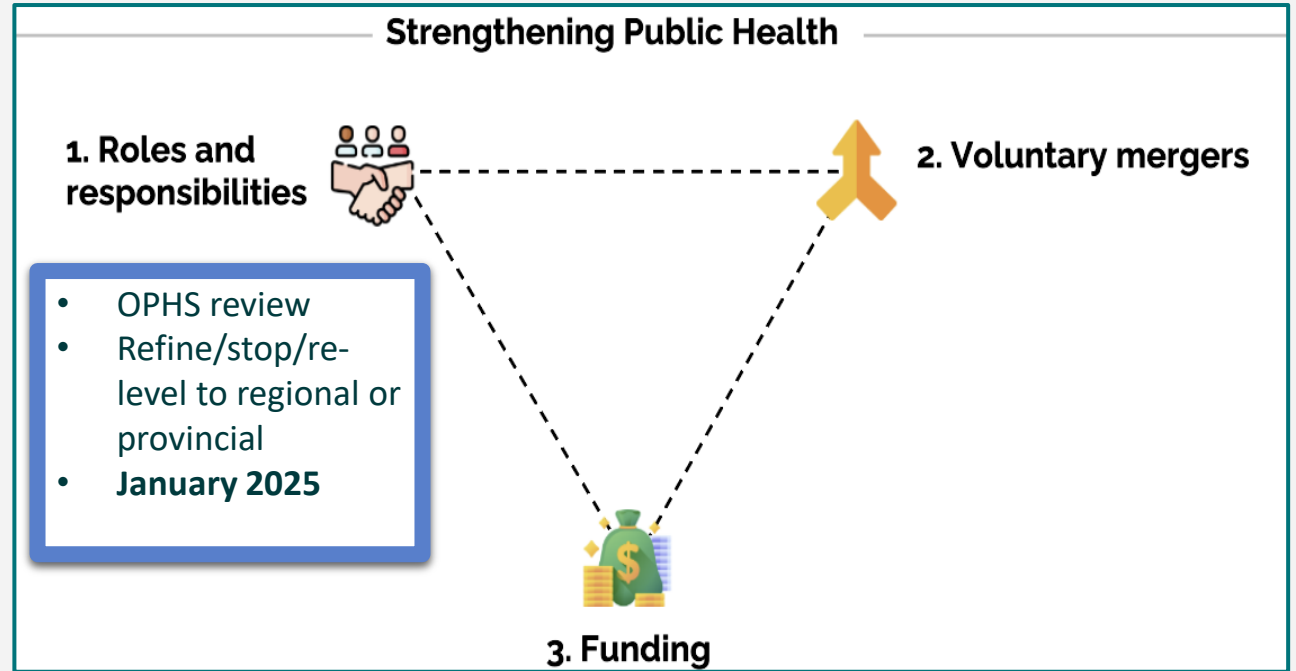 Strengthening Public Health
1. Roles and
responsibilities
2. Voluntary mergers
• OPHS review
• Refine/stop/re-
level to regional or
provincial
• January 2025
$
3. Funding